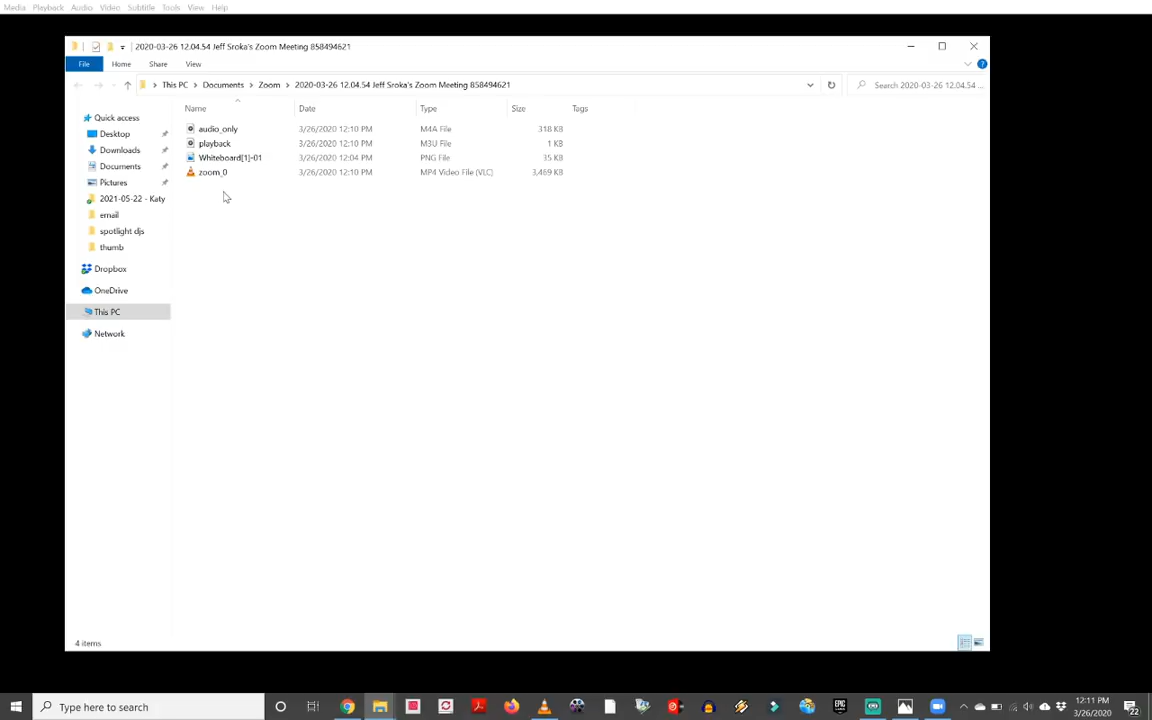 Media Playback Audio Video Subtitle Tools View Help
2020-03-26 12.04.54 Jeff Sroka's Zoom Meeting 858494621
File Home Share View
This PC Documents Zoom 2020-03-26 12.04.54 Jeff Sroka's Zoom Meeting 858494621 Search 2020-03-26 12.04.54 ...
Name Date Type Size Tags
Quick access
Desktop
Downloads
Documents
Pictures
2021-05-22 - Katy
email
spotlight djs
thumb
Dropbox
OneDrive
This PC
Network
audio_only 3/26/2020 12:10 PM M4A File 318 KB
playback 3/26/2020 12:10 PM M3U File 1 KB
Whiteboard[1]-01 3/26/2020 12:04 PM PNG File 35 KB
zoom_0 3/26/2020 12:10 PM MP4 Video File (VLC) 3,469 KB
4 items
Type here to search
EPIC
12:11 PM
3/26/2020
22